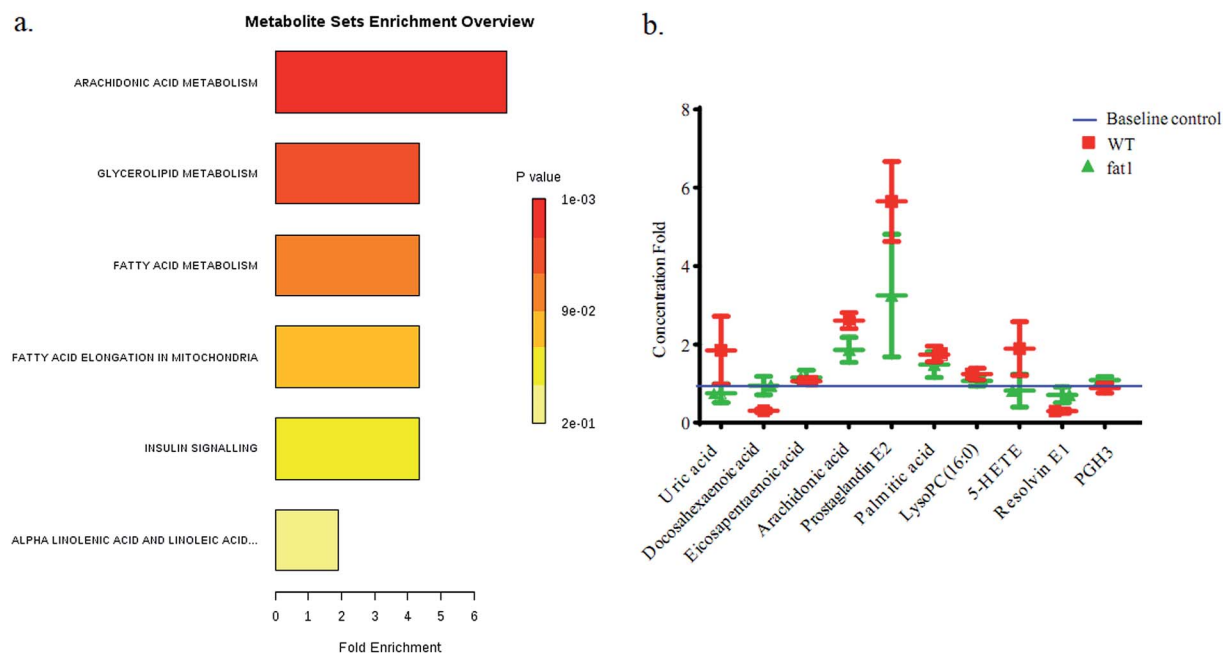 a.
Metabolite Sets Enrichment Overview
ARACHIDONIC ACID METABOLISM
GLYCEROLIPID METABOLISM
FATTY ACID METABOLISM
FATTY ACID ELONGATION IN MITOCHONDRIA
INSULIN SIGNALLING
ALPHA LINOLENIC ACID AND LINOLEIC ACID...
0 1 2 3 4 5 6
Fold Enrichment
P value
1e-03
9e-02
2e-01
b.
Concentration Fold
8
6
4
2
0
Baseline control
WT
fat1
Uric acid
Docosahexaenoic acid
Eicosapentaenoic acid
Arachidonic acid
Prostaglandin E2
Palmitic acid
LysoPC(16:0)
5-HETE
Resolvin E1
PGH3